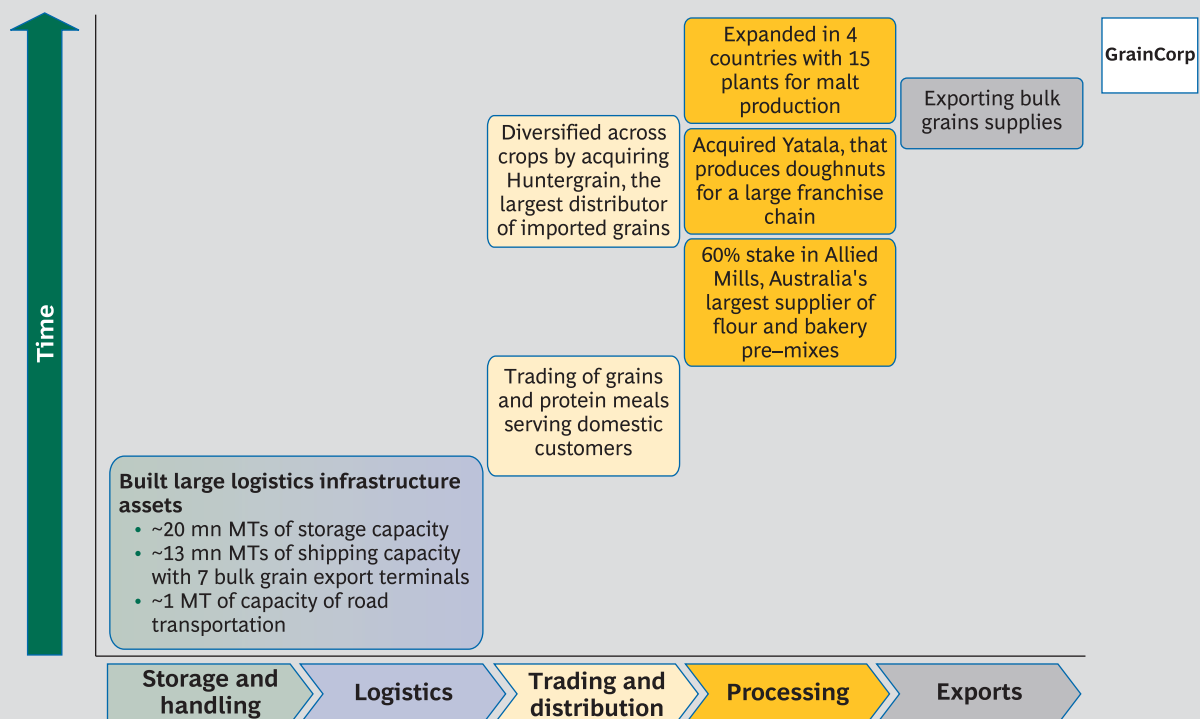 Time
Expanded in 4
countries with 15
plants for malt
production
GrainCorp
Exporting bulk
grains supplies
Diversified across
crops by acquiring
Huntergrain, the
largest distributor
of imported grains
Acquired Yatala, that
produces doughnuts
for a large franchise
chain
60% stake in Allied
Mills, Australia's
largest supplier of
flour and bakery
pre–mixes
Trading of grains
and protein meals
serving domestic
customers
Built large logistics infrastructure
assets
• ~20 mn MTs of storage capacity
• ~13 mn MTs of shipping capacity
with 7 bulk grain export terminals
• ~1 MT of capacity of road
transportation
Storage and
handling
Logistics
Trading and
distribution
Processing
Exports